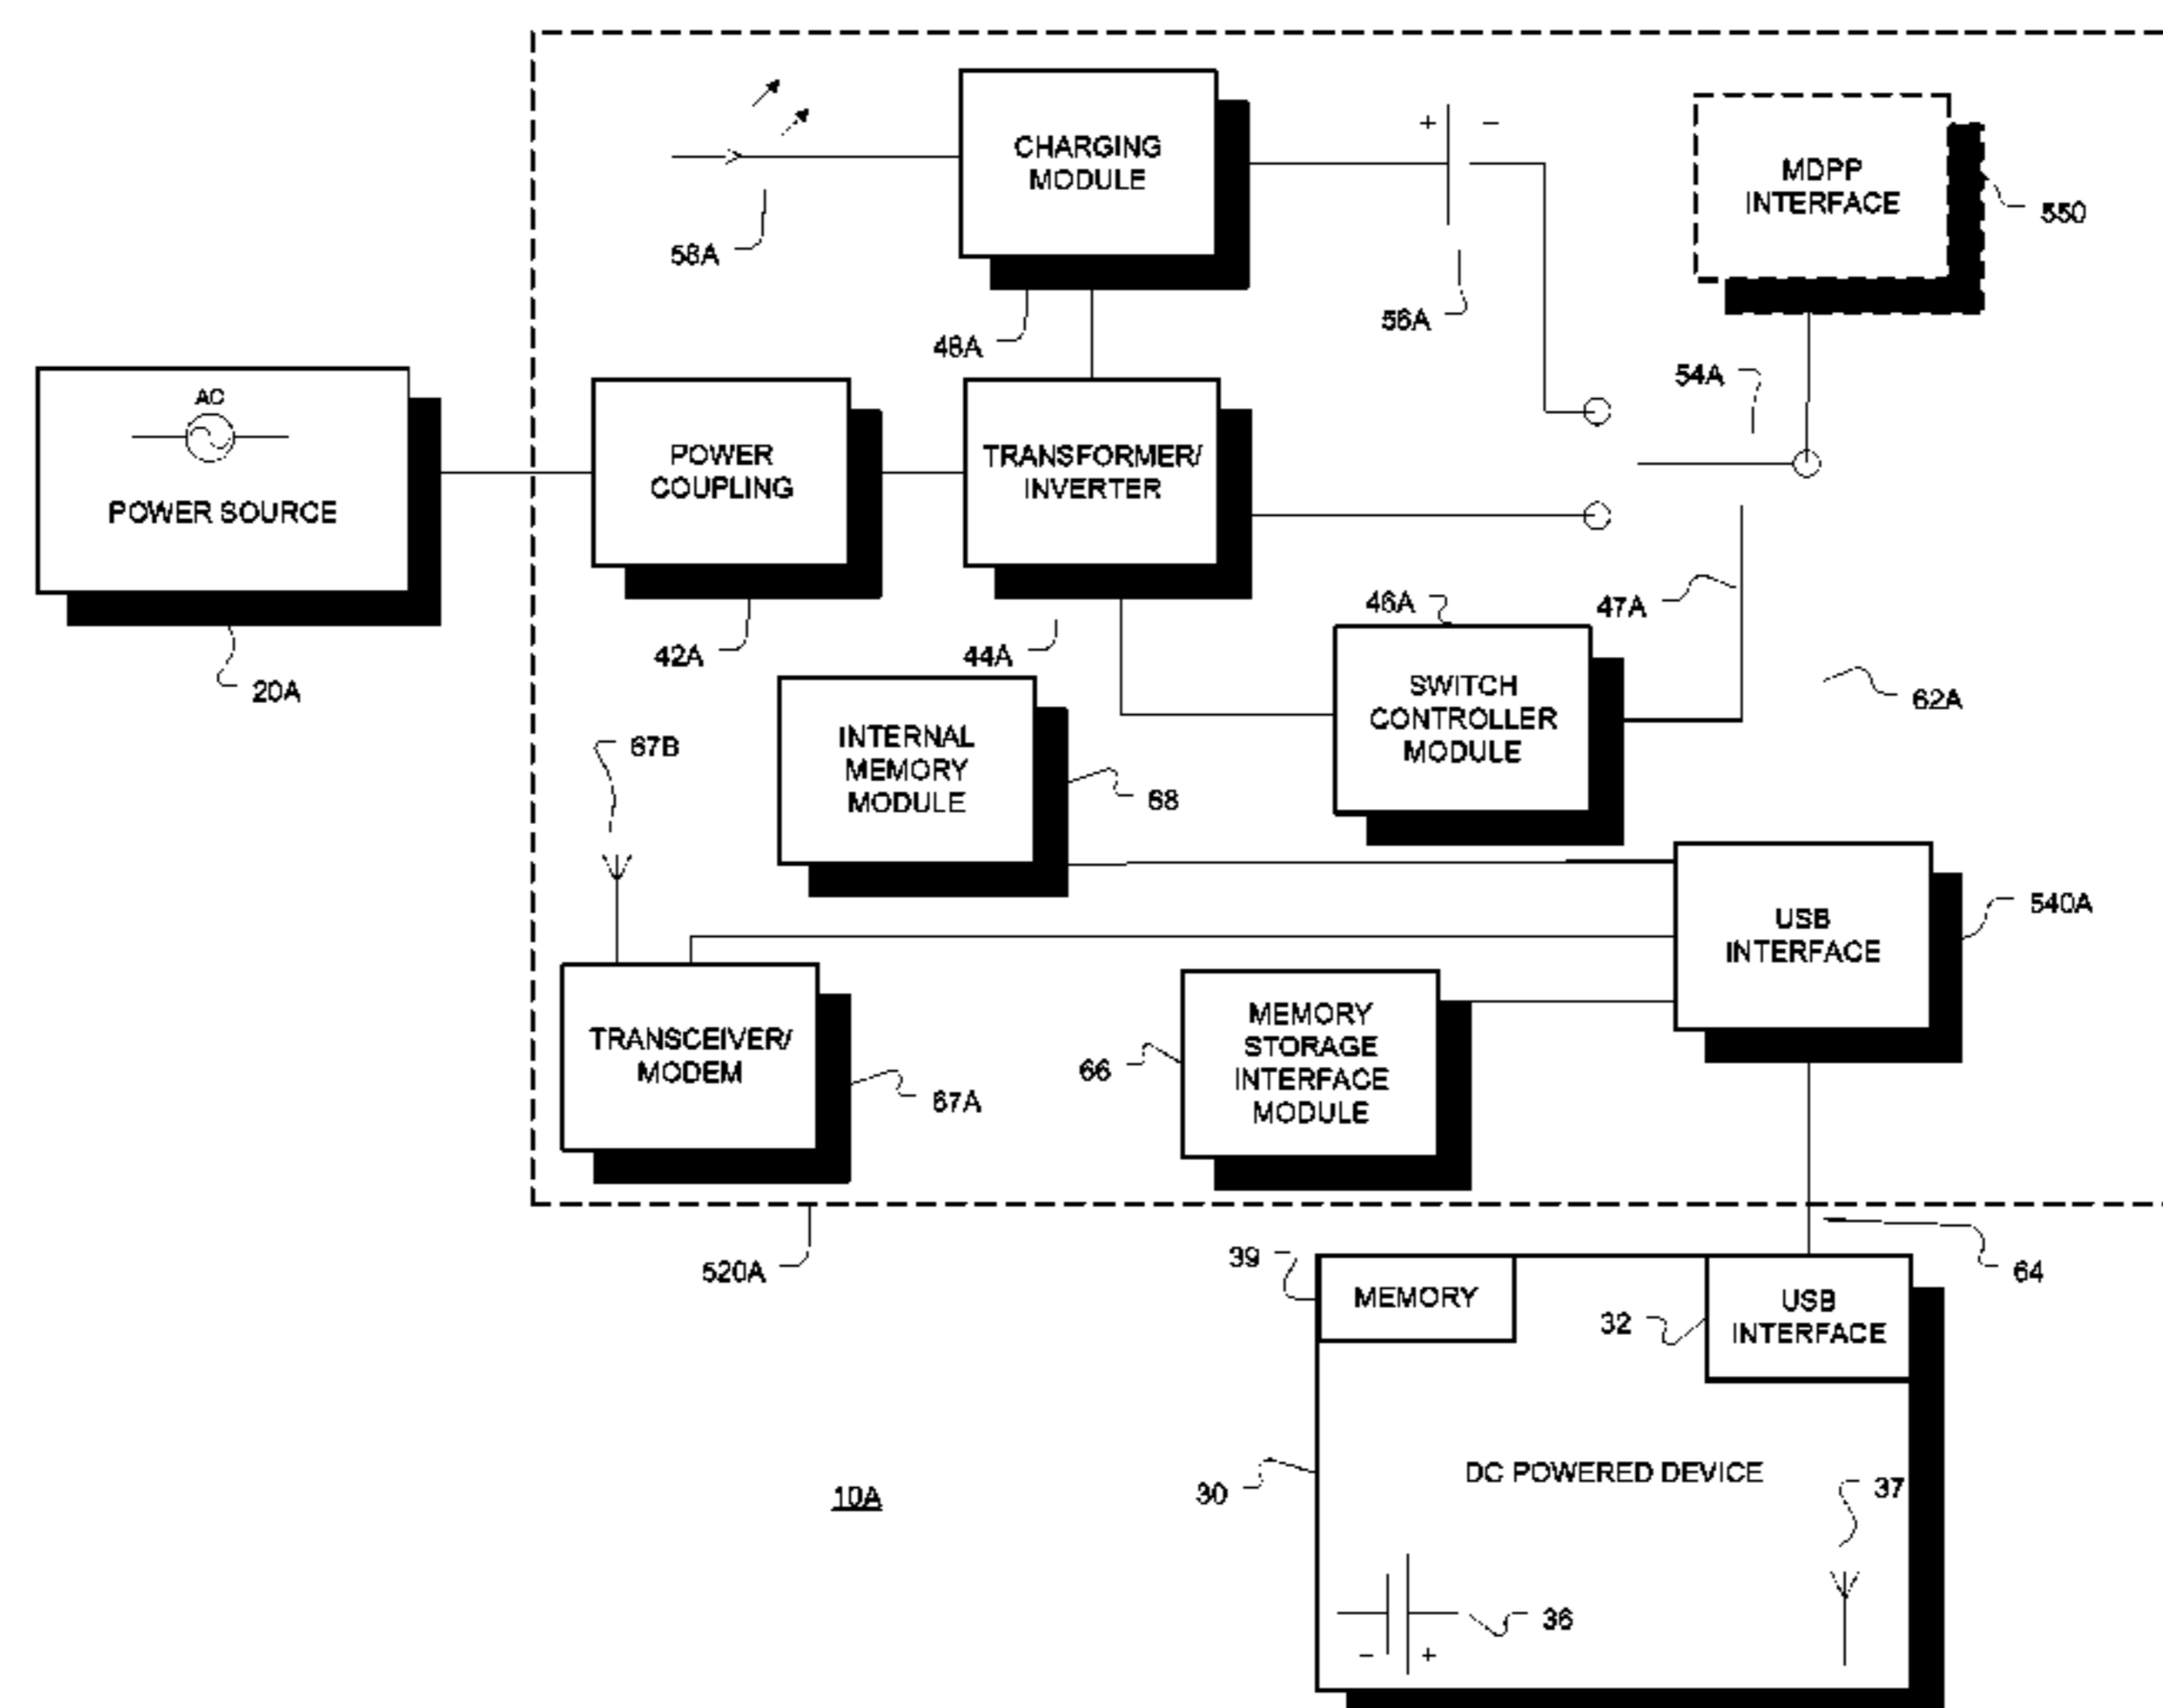 CHARGING
MODULE
+ -
MDPP
INTERFACE
550
58A
56A
48A
54A
AC
POWER SOURCE
POWER
COUPLING
TRANSFORMER/
INVERTER
20A
42A
44A
46A
47A
SWITCH
CONTROLLER
MODULE
62A
67B
INTERNAL
MEMORY
MODULE
68
USB
INTERFACE
540A
TRANSCEIVER/
MODEM
67A
66
MEMORY
STORAGE
INTERFACE
MODULE
520A
64
39
MEMORY
32
USB
INTERFACE
30
DC POWERED DEVICE
37
10A
36
- +